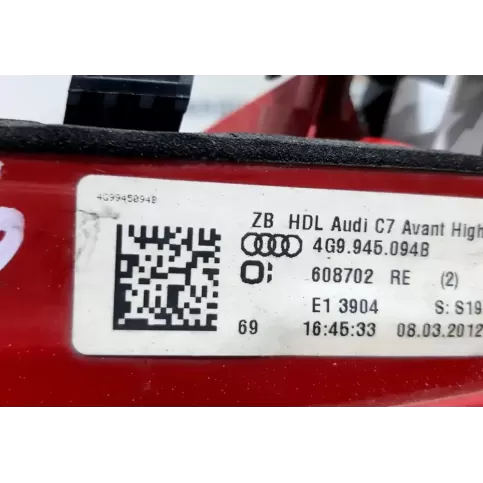 4G9945094B
ZB HDL Audi C7 Avant High
4G9.945.094B
608702 RE (2)
E1 3904 S: S19
69 16:45:33 08.03.2012